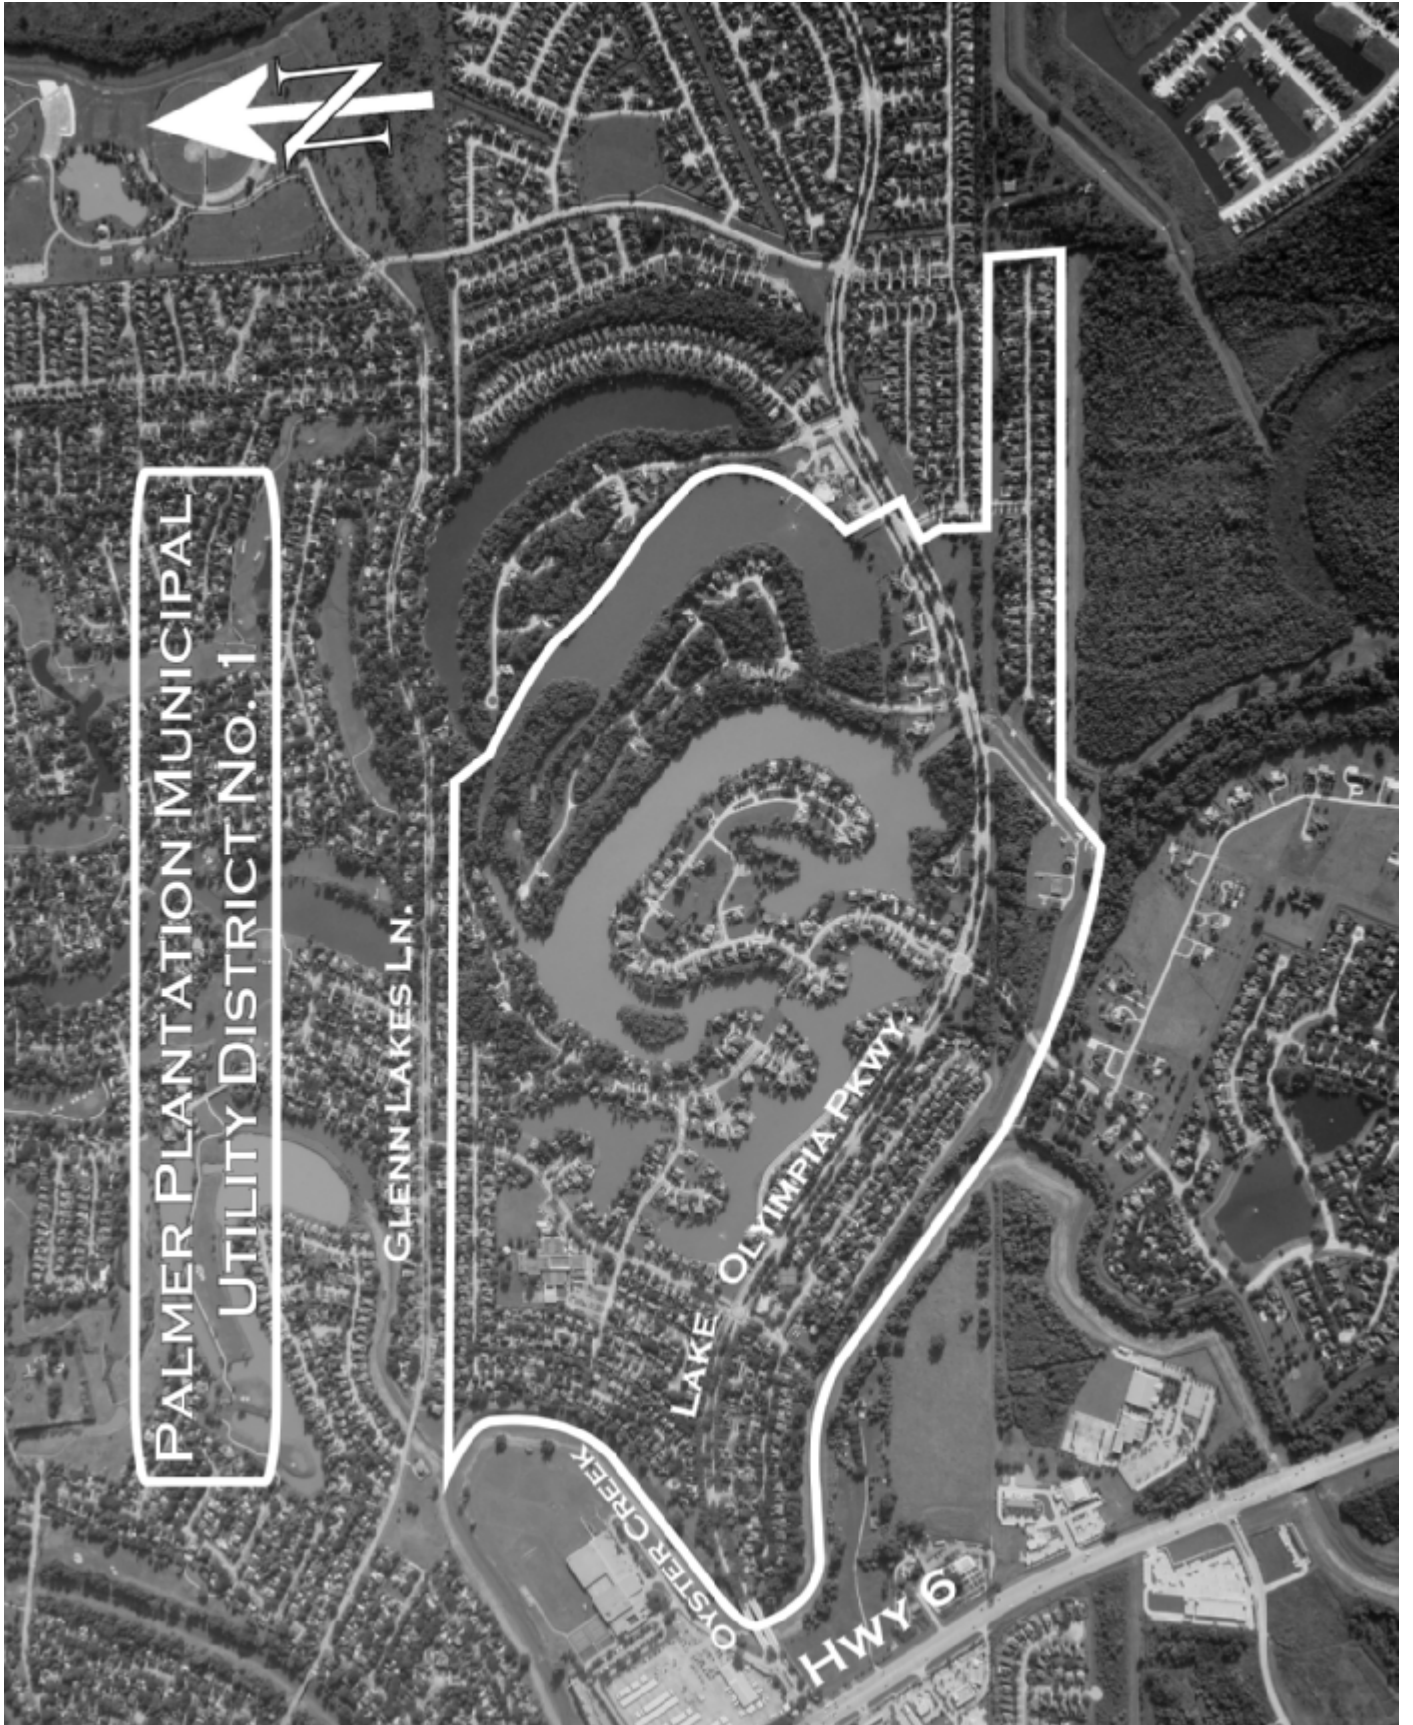 PALMER PLANTATION MUNICIPAL
UTILITY DISTRICT NO. 1
N
GLENN LAKES LN.
LAKE OLYIMPIA PKWY.
OYSTER CREEK
HWY 6